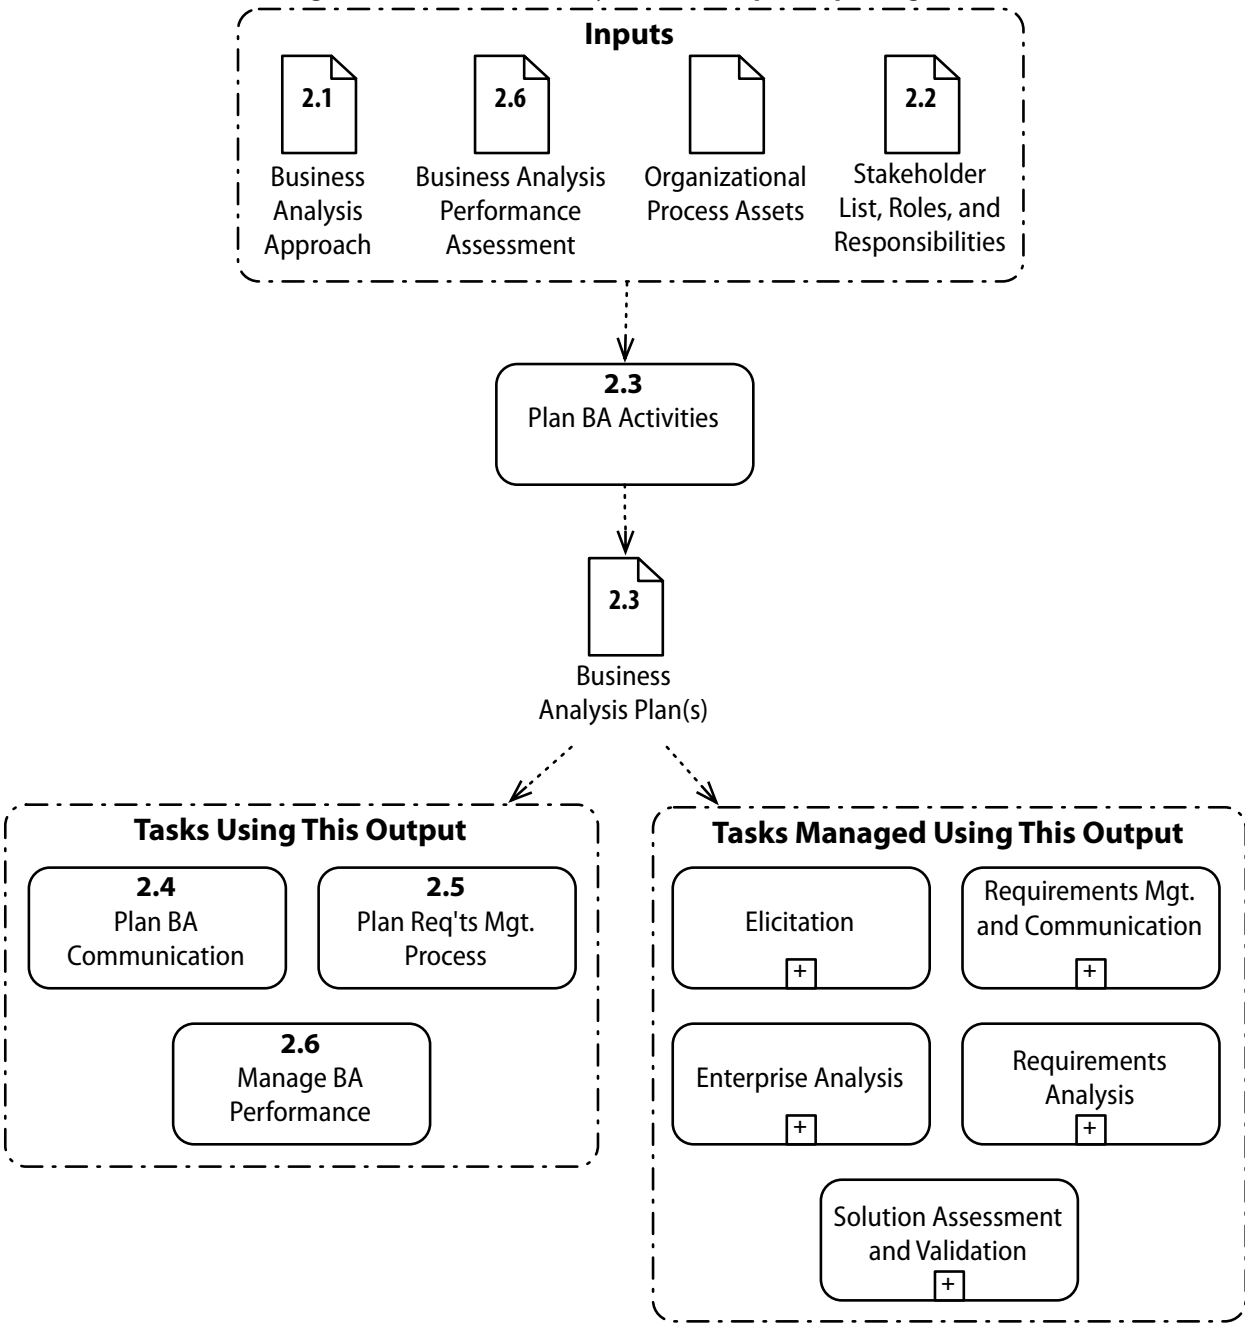 Inputs
2.1
Business
Analysis
Approach
2.6
Business Analysis
Performance
Assessment
Organizational
Process Assets
2.2
Stakeholder
List, Roles, and
Responsibilities
2.3
Plan BA Activities
2.3
Business
Analysis Plan(s)
Tasks Using This Output
2.4
Plan BA
Communication
2.5
Plan Req'ts Mgt.
Process
2.6
Manage BA
Performance
Tasks Managed Using This Output
Elicitation
+
Requirements Mgt.
and Communication
+
Enterprise Analysis
+
Requirements
Analysis
+
Solution Assessment
and Validation
+